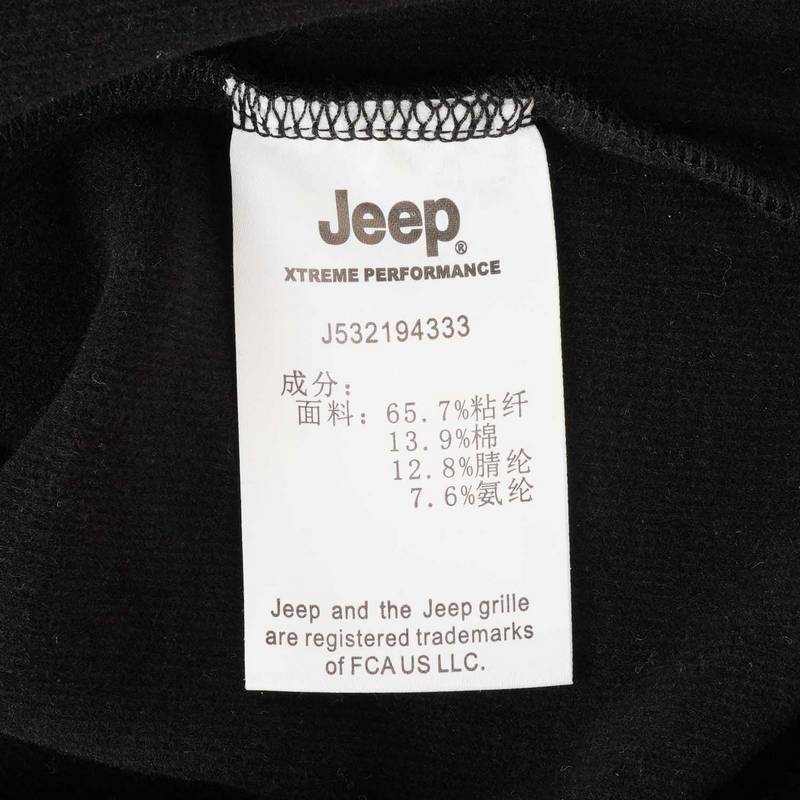 Jeep®
XTREME PERFORMANCE
J532194333
成分:
面料: 65.7%粘纤
13.9%棉
12.8%腈纶
7.6%氨纶
Jeep and the Jeep grille
are registered trademarks
of FCA US LLC.